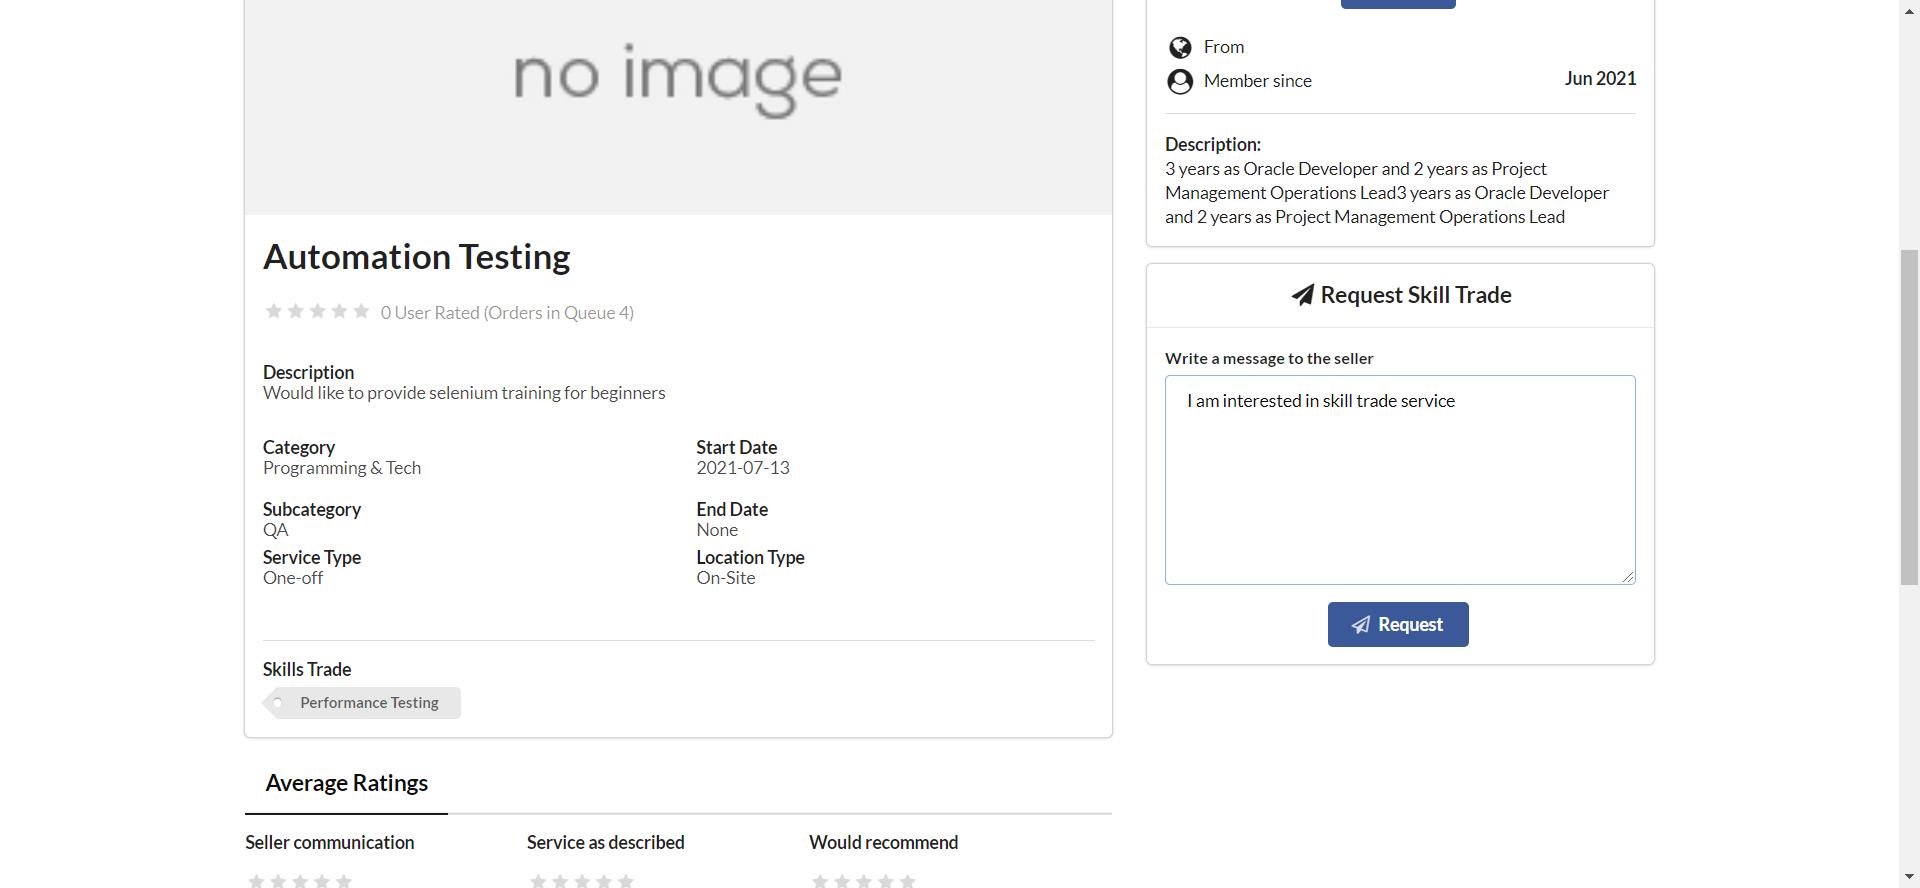 no image
Automation Testing
0 User Rated (Orders in Queue 4)
Description
Would like to provide selenium training for beginners
Category
Programming & Tech
Start Date
2021-07-13
Subcategory
QA
End Date
None
Service Type
One-off
Location Type
On-Site
Skills Trade
Performance Testing
Average Ratings
Seller communication
Service as described
Would recommend
From
Member since
Jun 2021
Description:
3 years as Oracle Developer and 2 years as Project
Management Operations Lead3 years as Oracle Developer
and 2 years as Project Management Operations Lead
Request Skill Trade
Write a message to the seller
I am interested in skill trade service
Request